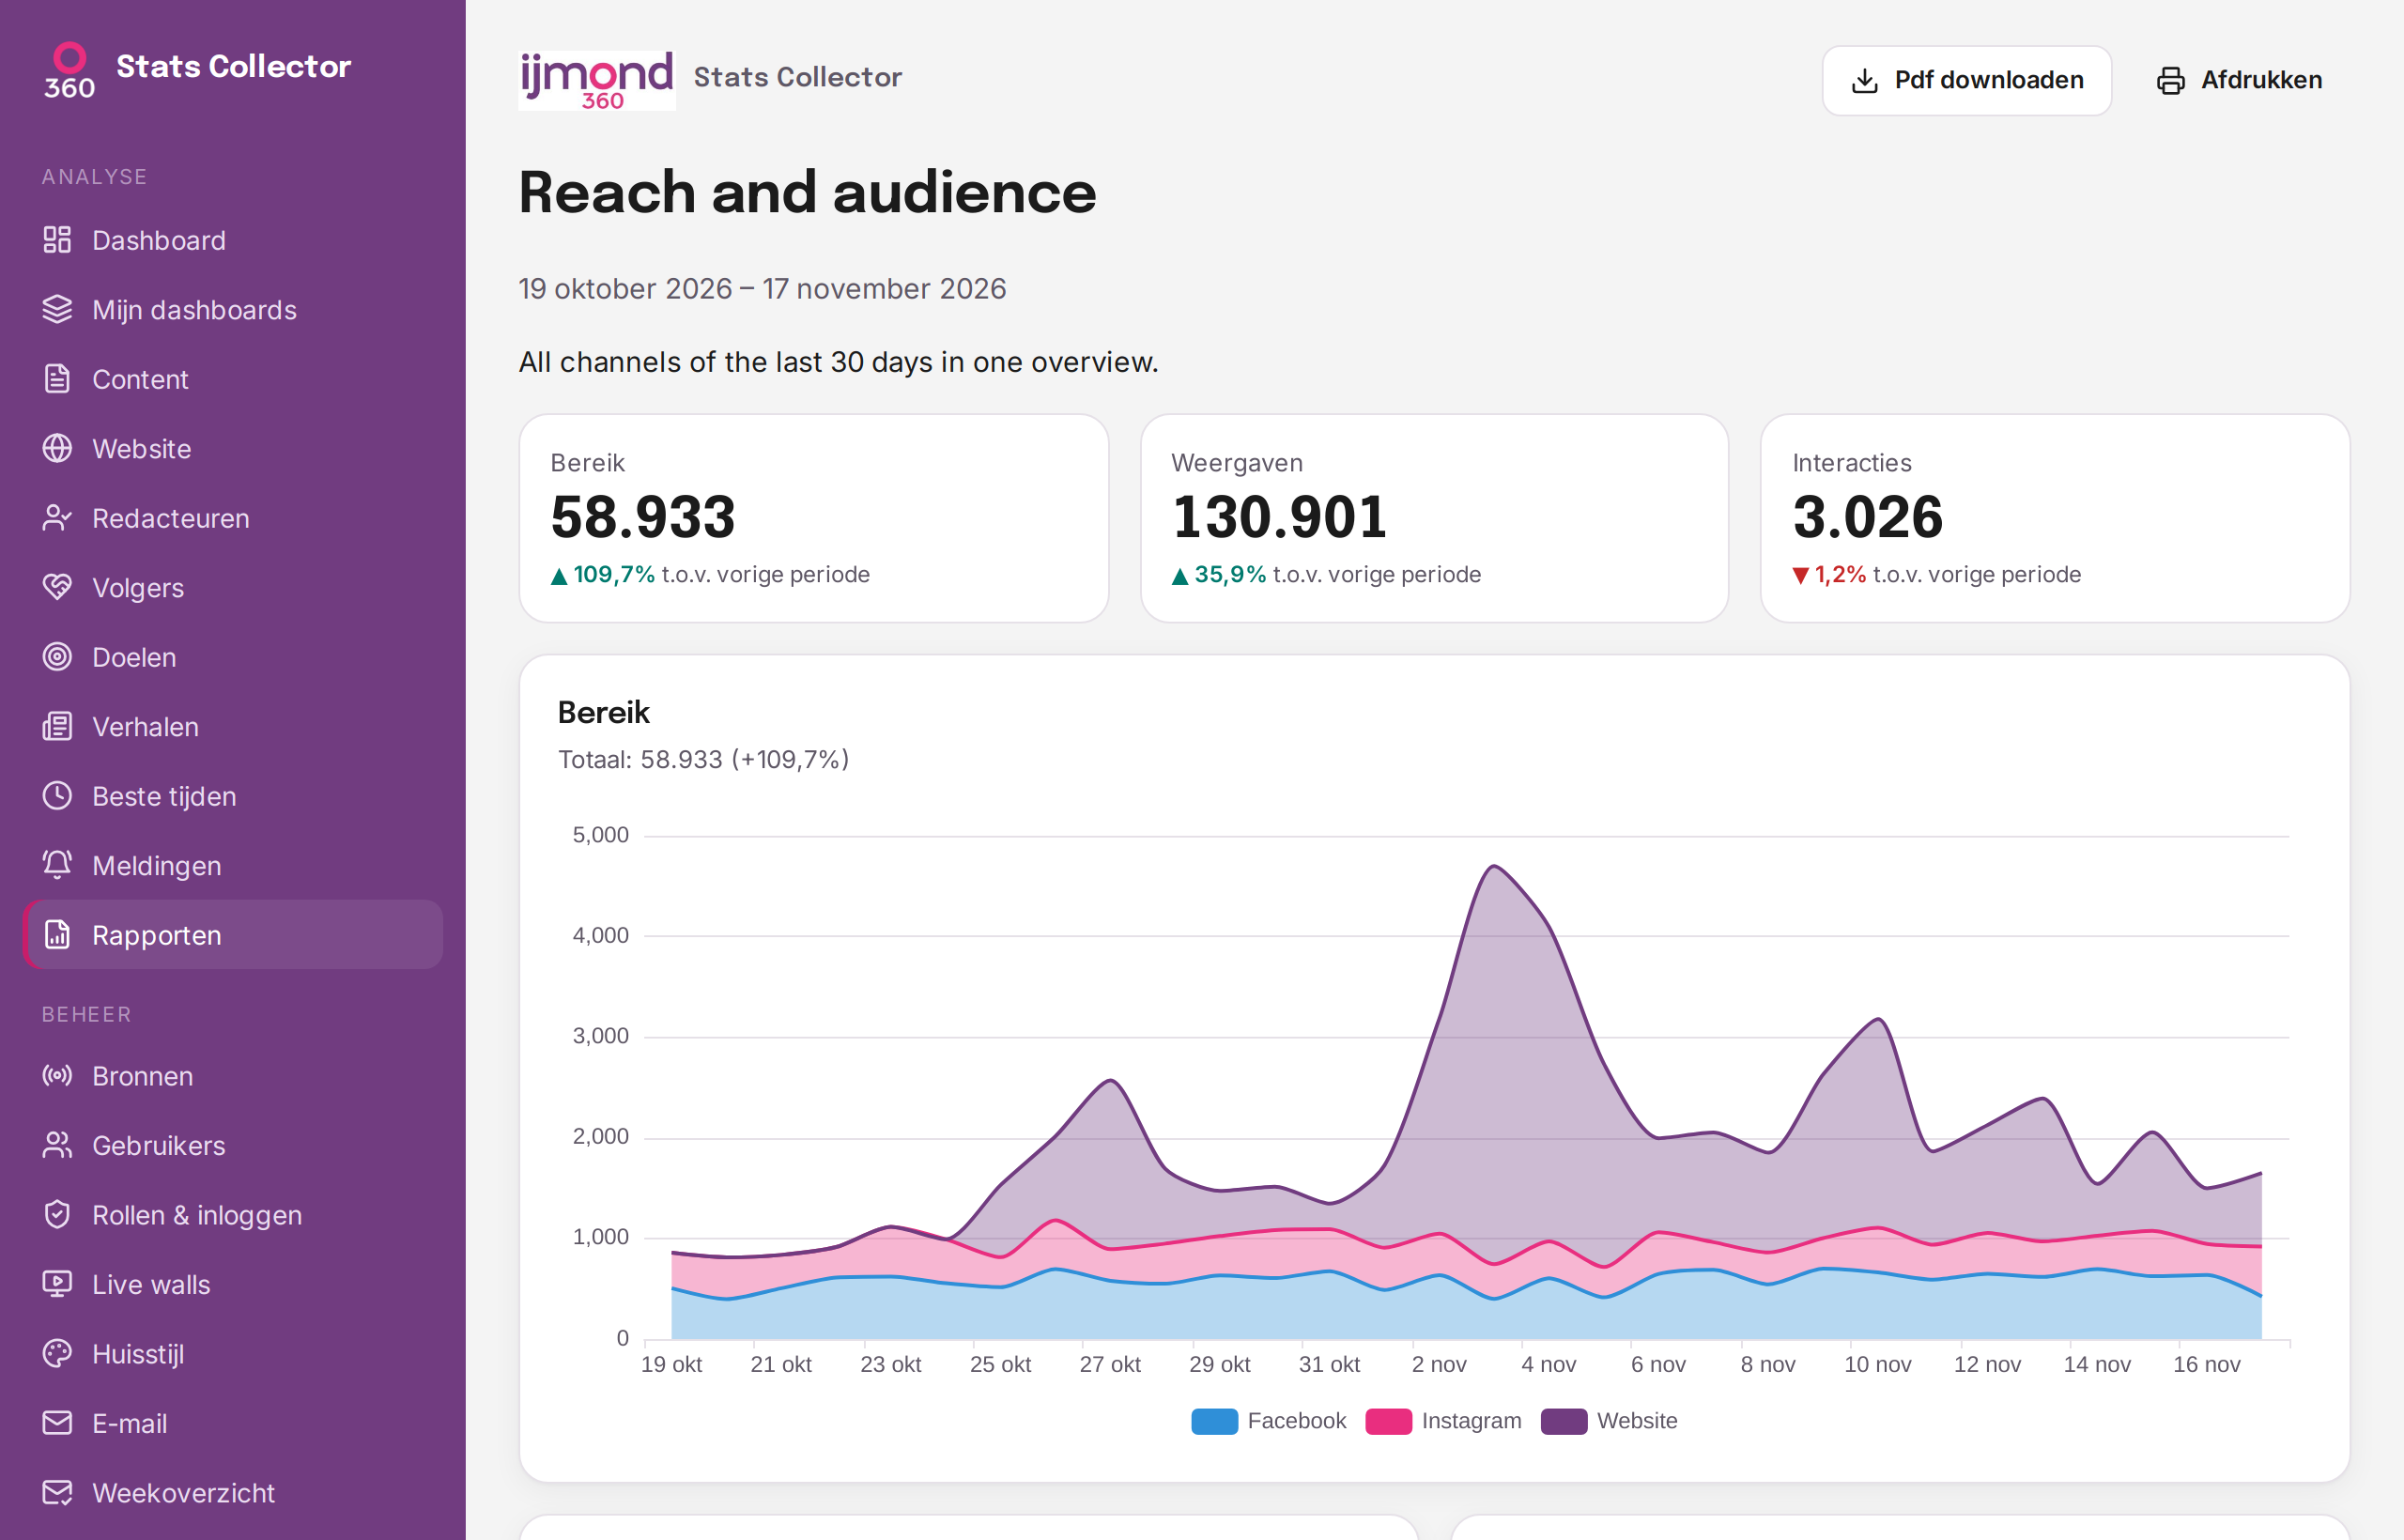 360
Stats Collector
ANALYSE
Dashboard
Mijn dashboards
Content
Website
Redacteuren
Volgers
Doelen
Verhalen
Beste tijden
Meldingen
Rapporten
BEHEER
Bronnen
Gebruikers
Rollen & inloggen
Live walls
Huisstijl
E-mail
Weekoverzicht
ijmond
360
Stats Collector
Pdf downloaden
Afdrukken
Reach and audience
19 oktober 2026 – 17 november 2026
All channels of the last 30 days in one overview.
Bereik
58.933
▲ 109,7% t.o.v. vorige periode
Weergaven
130.901
▲ 35,9% t.o.v. vorige periode
Interacties
3.026
▼ 1,2% t.o.v. vorige periode
Bereik
Totaal: 58.933 (+109,7%)
5,000
4,000
3,000
2,000
1,000
0
19 okt 21 okt 23 okt 25 okt 27 okt 29 okt 31 okt 2 nov 4 nov 6 nov 8 nov 10 nov 12 nov 14 nov 16 nov
Facebook Instagram Website